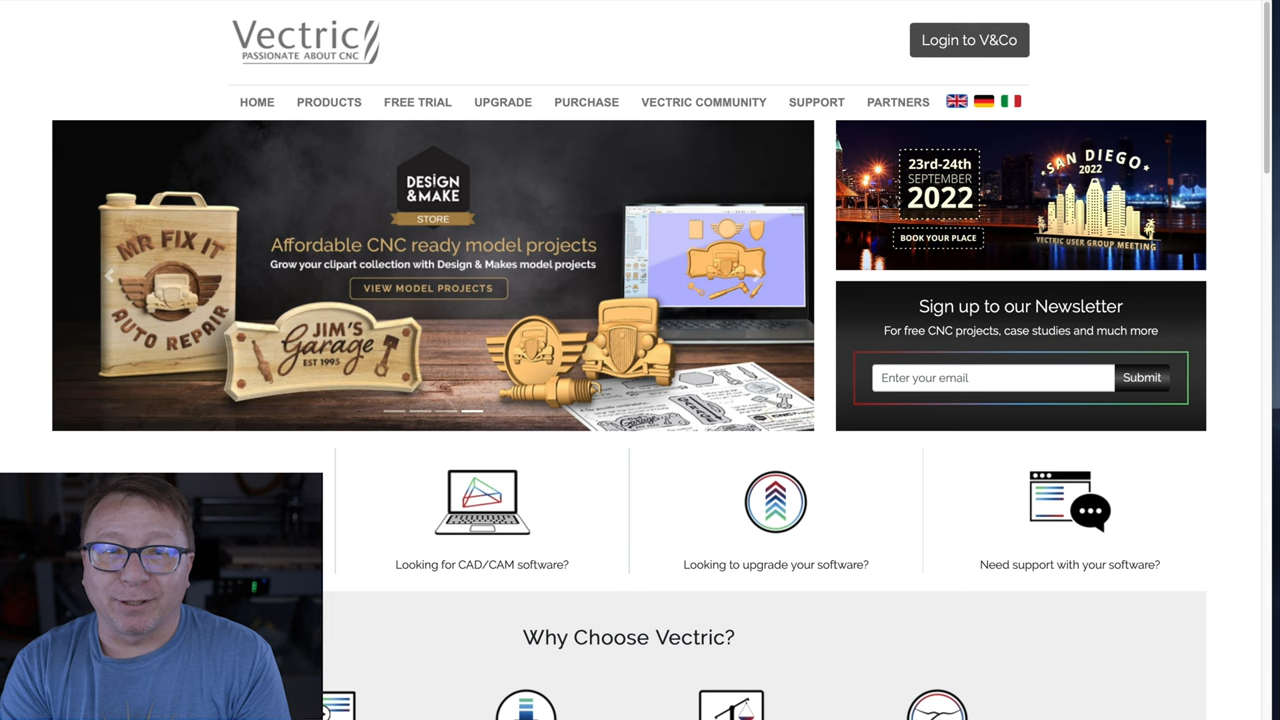 Vectric
PASSIONATE ABOUT CNC
Login to V&Co
HOME PRODUCTS FREE TRIAL UPGRADE PURCHASE VECTRIC COMMUNITY SUPPORT PARTNERS
DESIGN
&MAKE
STORE
Affordable CNC ready model projects
Grow your clipart collection with Design & Makes model projects
VIEW MODEL PROJECTS
MR FIX IT
AUTO REPAIR
JIM'S
Garage
EST 1995
23rd-24th
SEPTEMBER
2022
BOOK YOUR PLACE
SAN DIEGO
2022
VECTRIC USER GROUP MEETING
Sign up to our Newsletter
For free CNC projects, case studies and much more
Enter your email
Submit
Looking for CAD/CAM software?
Looking to upgrade your software?
Need support with your software?
Why Choose Vectric?